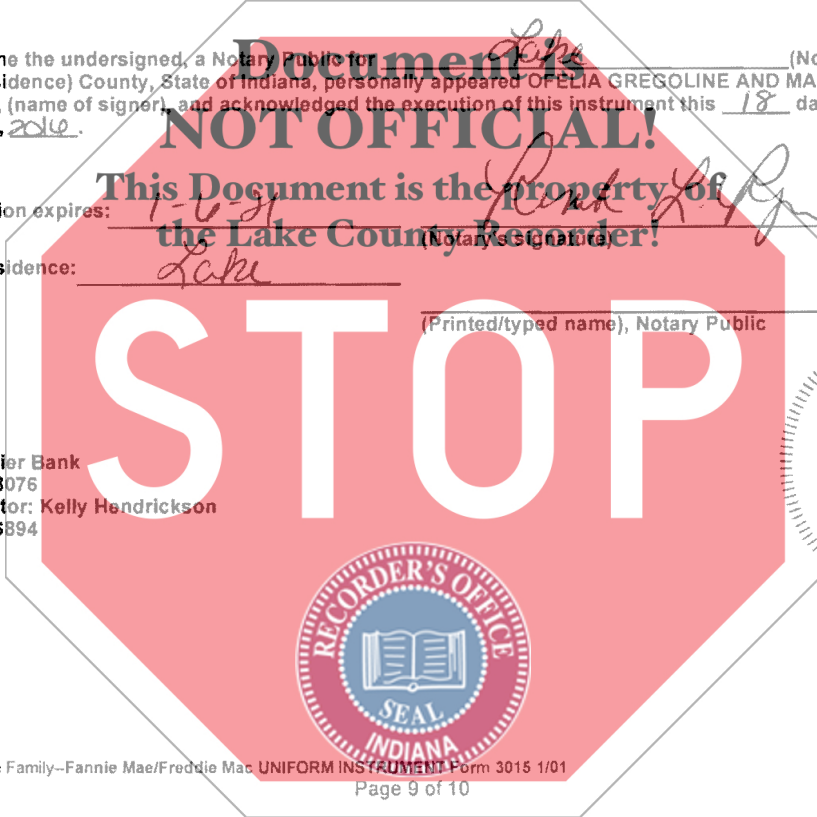 ne the undersigned, a Notary Public for Lake (No
sidence) County, State of Indiana, personally appeared OFELIA GREGOLINE AND MA
, (name of signer), and acknowledged the execution of this instrument this 18 da
, 2016.
Document is
NOT OFFICIAL!
This Document is the property of
the Lake County Recorder!
ion expires: 1-6-21
(Notary's signature)
sidence: Lake
(Printed/typed name), Notary Public
STOP
ier Bank
3076
tor: Kelly Hendrickson
894
RECORDER'S OFFICE
SEAL
INDIANA
e Family--Fannie Mae/Freddie Mac UNIFORM INSTRUMENT Form 3015 1/01
Page 9 of 10